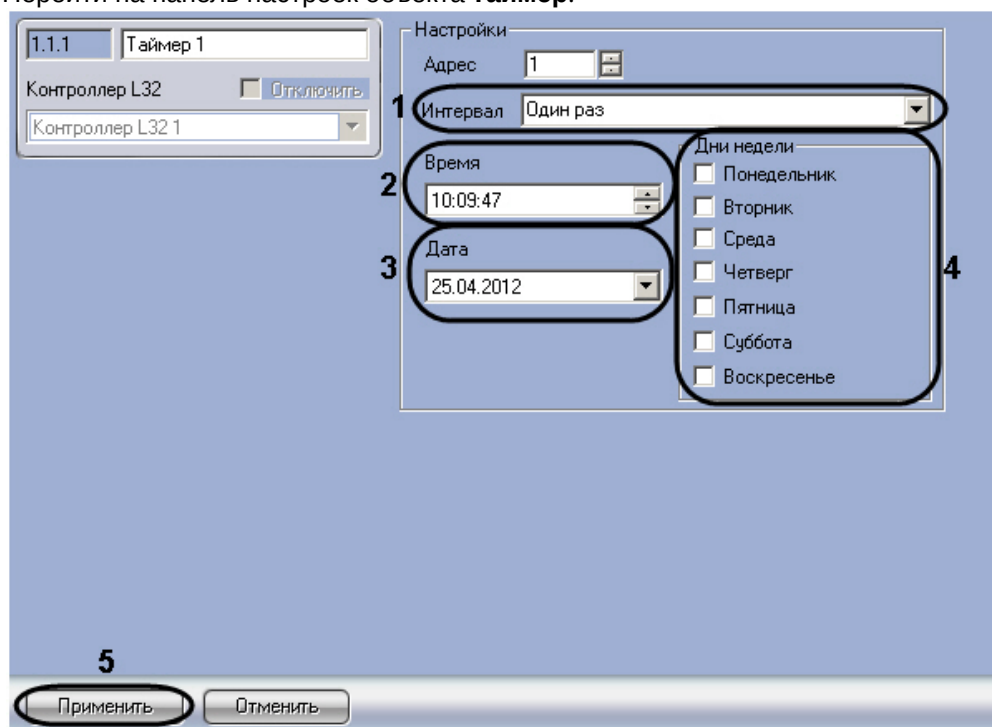 Перейти на панель настроек объекта Таймер.
1.1.1 Таймер 1
Контроллер L32 Отключить
Контроллер L32 1
Настройки
Адрес 1
1 Интервал Один раз
2 Время
10:09:47
3 Дата
25.04.2012
Дни недели
Понедельник
Вторник
Среда
Четверг
4
Пятница
Суббота
Воскресенье
5
Применить Отменить